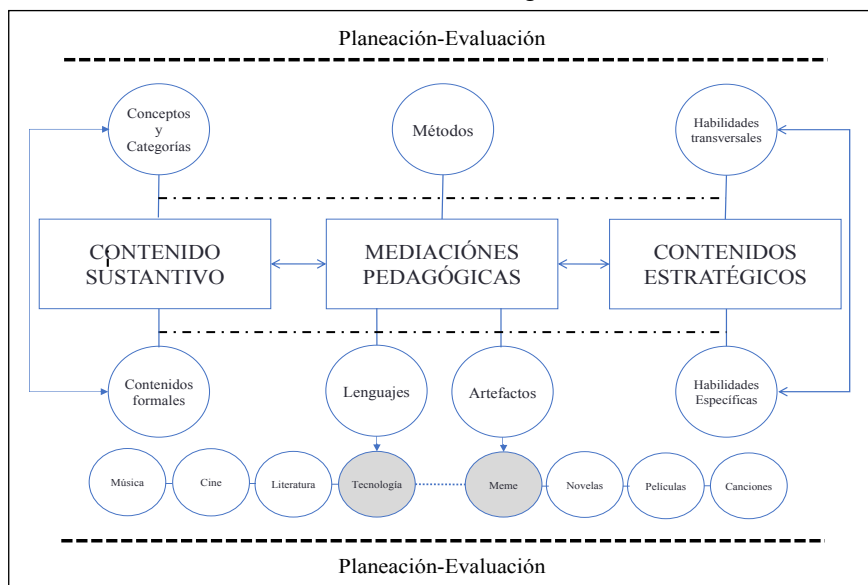 Planeación-Evaluación
Conceptos
y
Categorías
Métodos
Habilidades
transversales
CONTENIDO
SUSTANTIVO
MEDIACIÓNES
PEDAGÓGICAS
CONTENIDOS
ESTRATÉGICOS
Contenidos
formales
Lenguajes
Artefactos
Habilidades
Específicas
Música
Cine
Literatura
Tecnología
Meme
Novelas
Películas
Canciones
Planeación-Evaluación